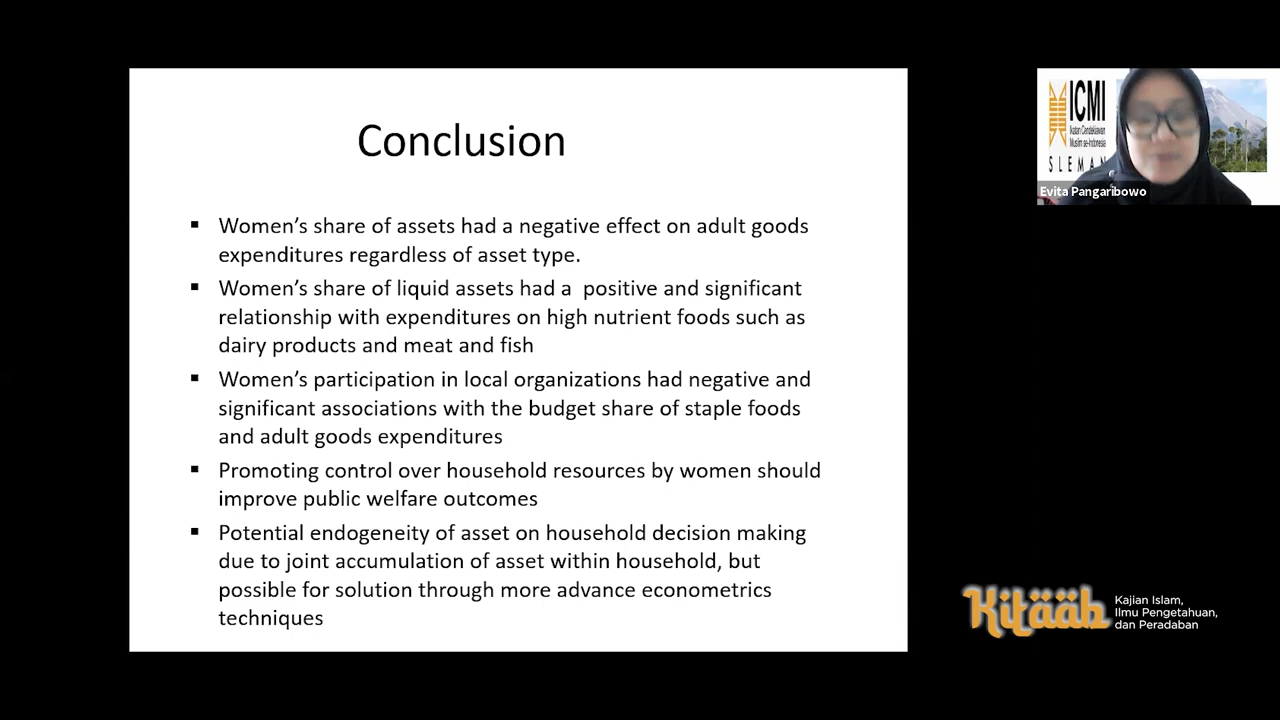 Conclusion
▪ Women’s share of assets had a negative effect on adult goods
expenditures regardless of asset type.
▪ Women’s share of liquid assets had a  positive and significant
relationship with expenditures on high nutrient foods such as
dairy products and meat and fish
▪ Women’s participation in local organizations had negative and
significant associations with the budget share of staple foods
and adult goods expenditures
▪ Promoting control over household resources by women should
improve public welfare outcomes
▪ Potential endogeneity of asset on household decision making
due to joint accumulation of asset within household, but
possible for solution through more advance econometrics
techniques
ICMI
Ikatan Cendekiawan
Muslim se-Indonesia
SLEMAN
Evita Pangaribowo
Kitääb
Kajian Islam,
Ilmu Pengetahuan,
dan Peradaban